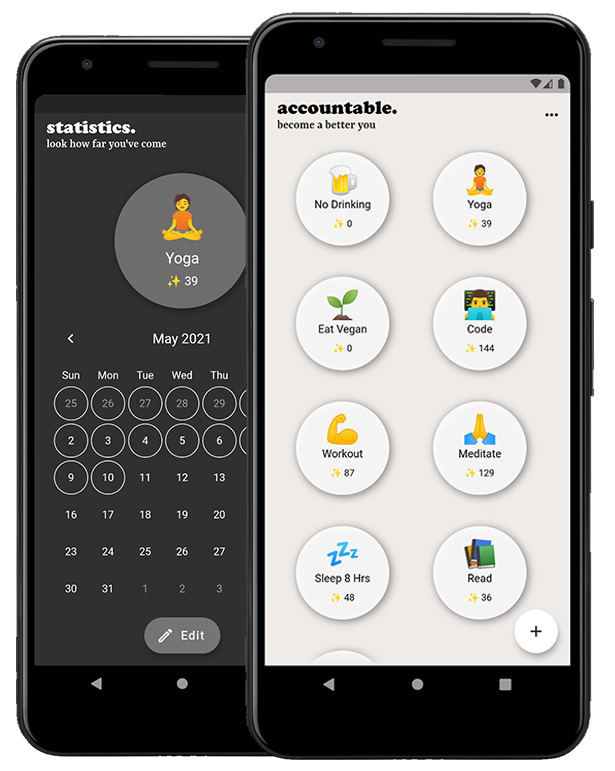 statistics.
look how far you've come
Yoga
✨ 39
May 2021
Sun Mon Tue Wed Thu
25 26 27 28 29
2 3 4 5 6
9 10 11 12 13
16 17 18 19 20
23 24 25 26 27
30 31 1 2 3
Edit
accountable.
become a better you
No Drinking
✨ 0
Yoga
✨ 39
Eat Vegan
✨ 0
Code
✨ 144
Workout
✨ 87
Meditate
✨ 129
Sleep 8 Hrs
✨ 48
Read
✨ 36
+